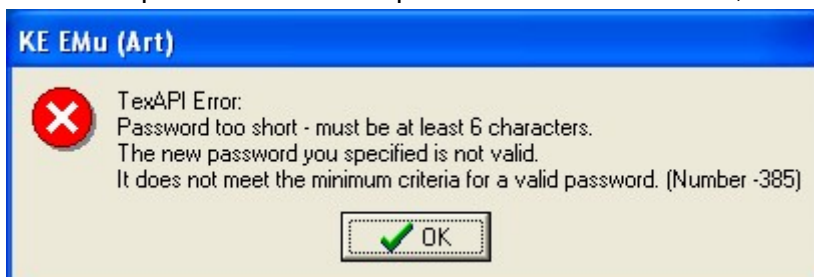 KE EMu (Art)
TexAPI Error:
Password too short - must be at least 6 characters.
The new password you specified is not valid.
It does not meet the minimum criteria for a valid password. (Number -385)
OK